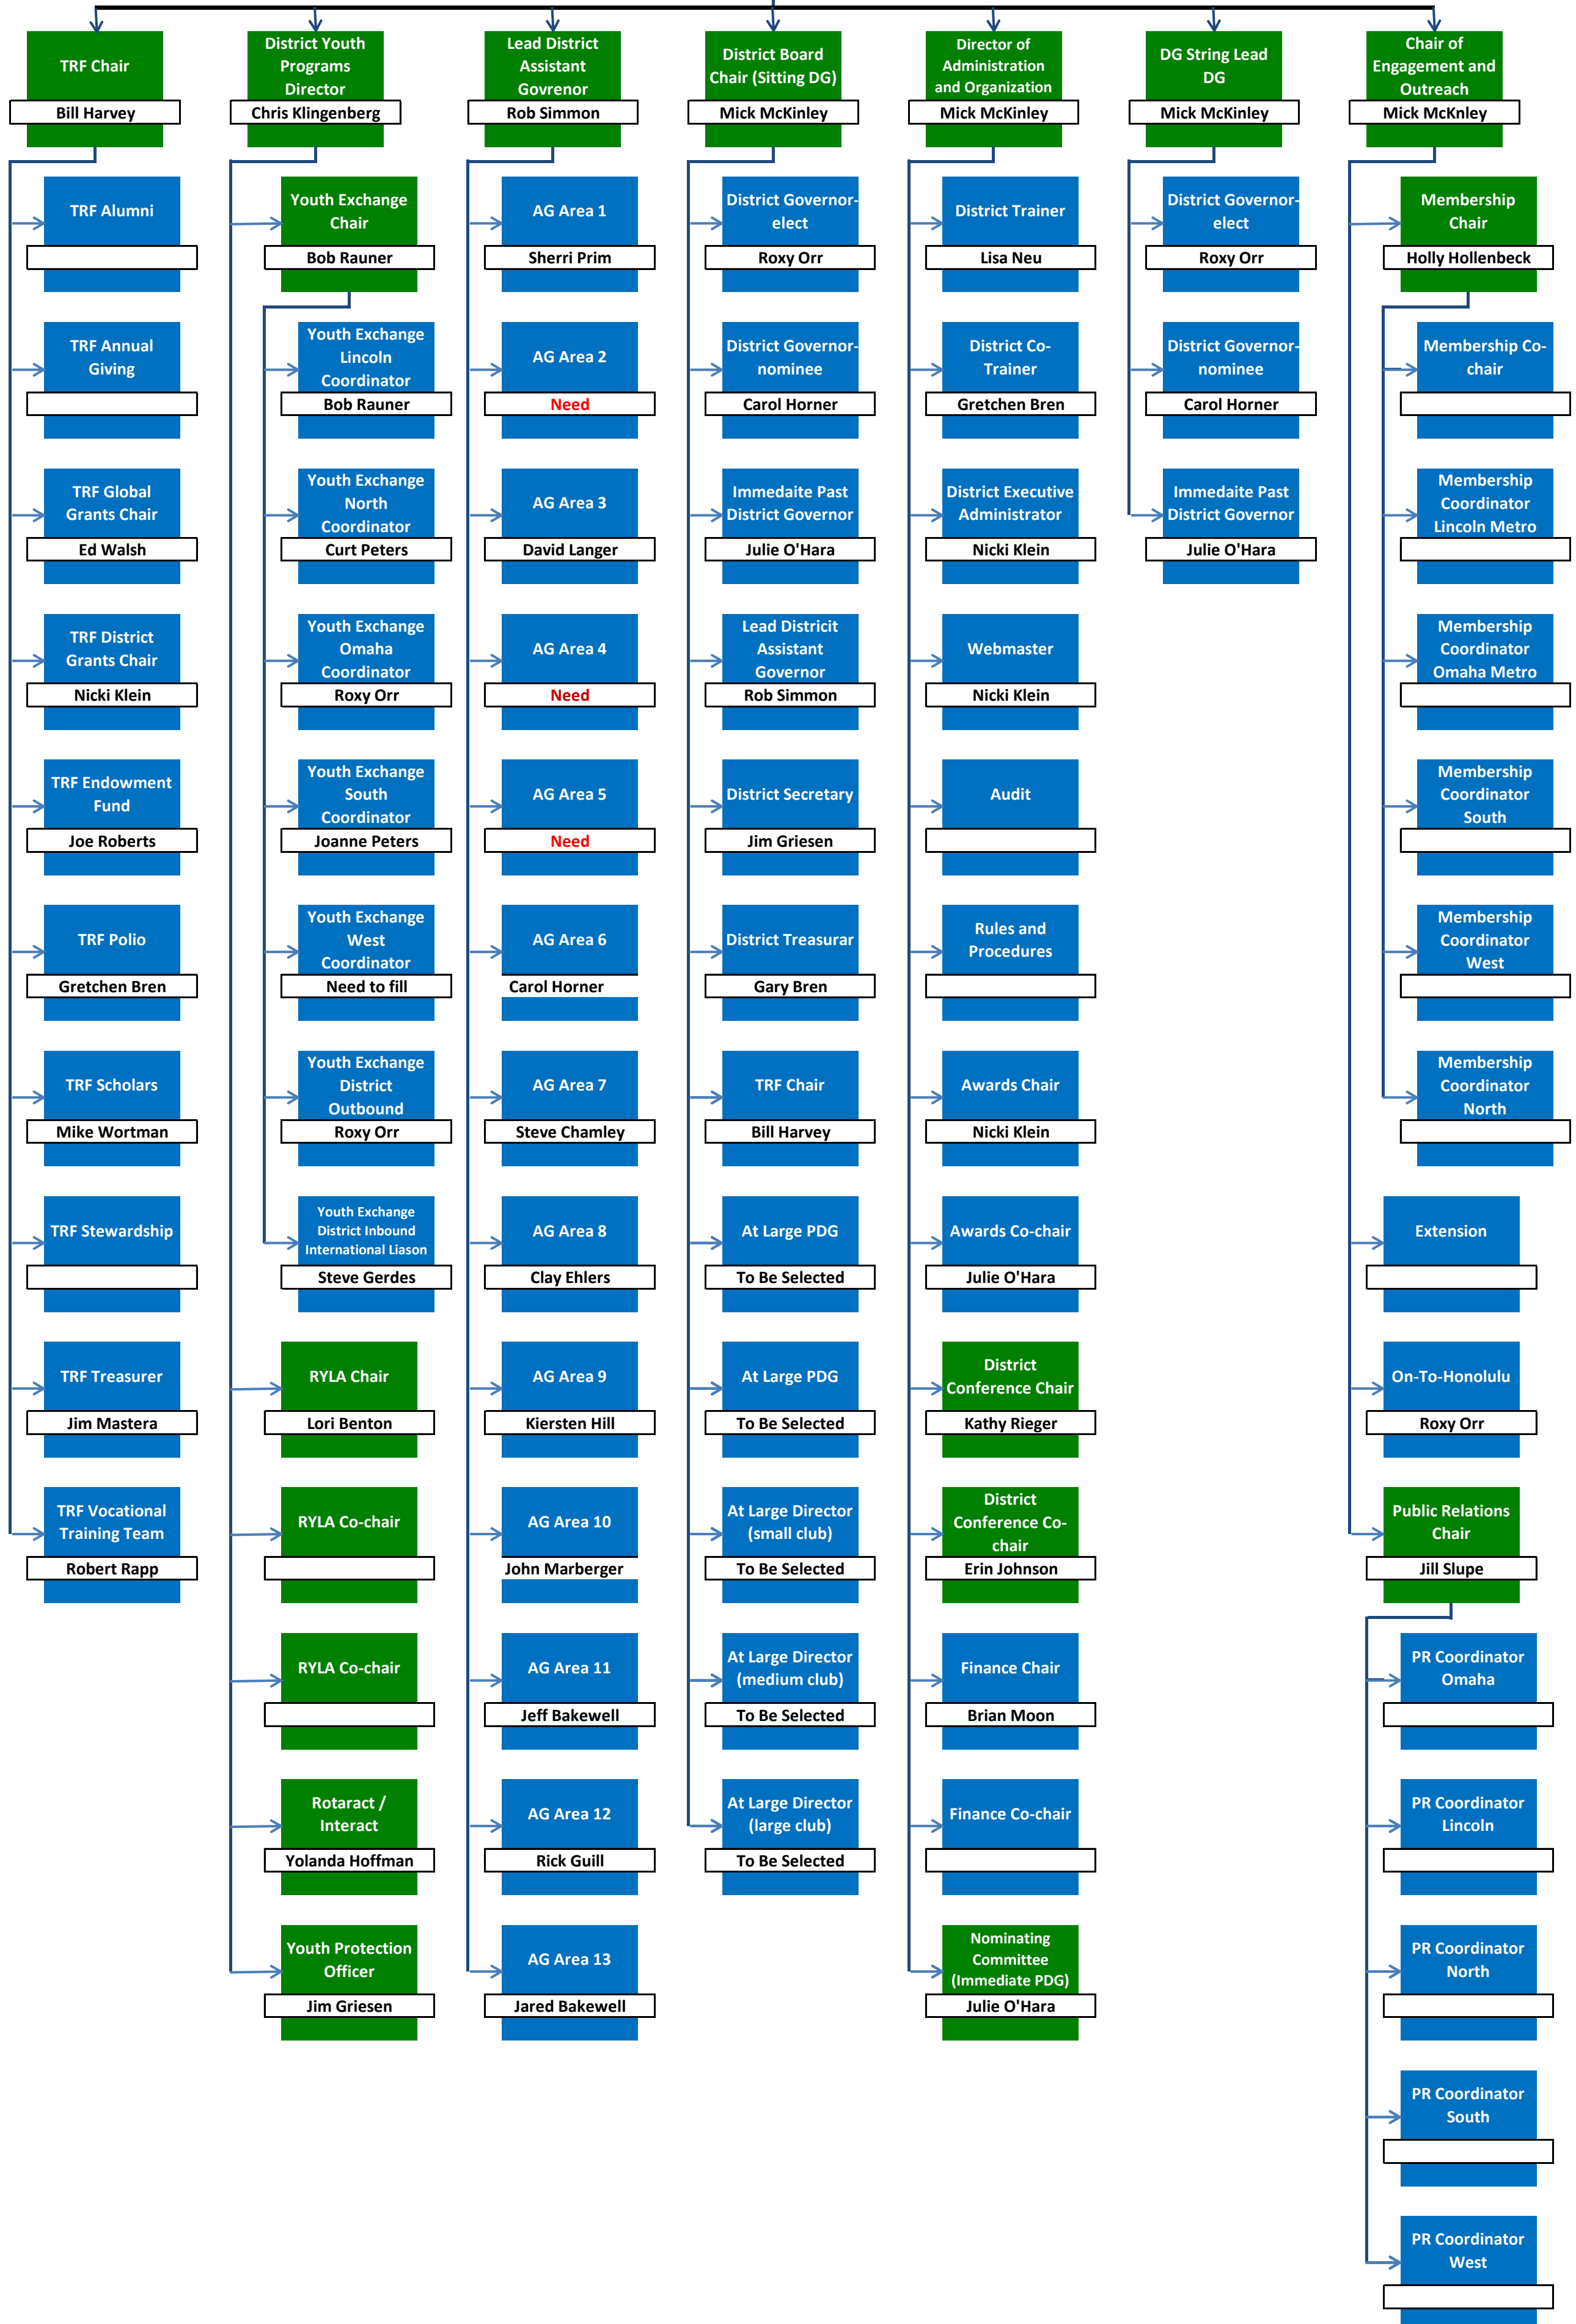 TRF Chair
Bill Harvey
TRF Alumni
TRF Annual
Giving
TRF Global
Grants Chair
Ed Walsh
TRF District
Grants Chair
Nicki Klein
TRF Endowment
Fund
Joe Roberts
TRF Polio
Gretchen Bren
TRF Scholars
Mike Wortman
TRF Stewardship
TRF Treasurer
Jim Mastera
TRF Vocational
Training Team
Robert Rapp
District Youth
Programs
Director
Chris Klingenberg
Youth Exchange
Chair
Bob Rauner
Youth Exchange
Lincoln
Coordinator
Bob Rauner
Youth Exchange
North
Coordinator
Curt Peters
Youth Exchange
Omaha
Coordinator
Roxy Orr
Youth Exchange
South
Coordinator
Joanne Peters
Youth Exchange
West
Coordinator
Need to fill
Youth Exchange
District
Outbound
Roxy Orr
Youth Exchange
District Inbound
International Liason
Steve Gerdes
RYLA Chair
Lori Benton
RYLA Co-chair
RYLA Co-chair
Rotaract /
Interact
Yolanda Hoffman
Youth Protection
Officer
Jim Griesen
Lead District
Assistant
Govrenor
Rob Simmon
AG Area 1
Sherri Prim
AG Area 2
Need
AG Area 3
David Langer
AG Area 4
Need
AG Area 5
Need
AG Area 6
Carol Horner
AG Area 7
Steve Chamley
AG Area 8
Clay Ehlers
AG Area 9
Kiersten Hill
AG Area 10
John Marberger
AG Area 11
Jeff Bakewell
AG Area 12
Rick Guill
AG Area 13
Jared Bakewell
District Board
Chair (Sitting DG)
Mick McKinley
District Governor-
elect
Roxy Orr
District Governor-
nominee
Carol Horner
Immedaite Past
District Governor
Julie O'Hara
Lead Districit
Assistant
Governor
Rob Simmon
District Secretary
Jim Griesen
District Treasurar
Gary Bren
TRF Chair
Bill Harvey
At Large PDG
To Be Selected
At Large PDG
To Be Selected
At Large Director
(small club)
To Be Selected
At Large Director
(medium club)
To Be Selected
At Large Director
(large club)
To Be Selected
Director of
Administration
and Organization
Mick McKinley
District Trainer
Lisa Neu
District Co-
Trainer
Gretchen Bren
District Executive
Administrator
Nicki Klein
Webmaster
Nicki Klein
Audit
Rules and
Procedures
Awards Chair
Nicki Klein
Awards Co-chair
Julie O'Hara
District
Conference Chair
Kathy Rieger
District
Conference Co-
chair
Erin Johnson
Finance Chair
Brian Moon
Finance Co-chair
Nominating
Committee
(Immediate PDG)
Julie O'Hara
DG String Lead
DG
Mick McKinley
District Governor-
elect
Roxy Orr
District Governor-
nominee
Carol Horner
Immedaite Past
District Governor
Julie O'Hara
Chair of
Engagement and
Outreach
Mick McKnley
Membership
Chair
Holly Hollenbeck
Membership Co-
chair
Membership
Coordinator
Lincoln Metro
Membership
Coordinator
Omaha Metro
Membership
Coordinator
South
Membership
Coordinator
West
Membership
Coordinator
North
Extension
On-To-Honolulu
Roxy Orr
Public Relations
Chair
Jill Slupe
PR Coordinator
Omaha
PR Coordinator
Lincoln
PR Coordinator
North
PR Coordinator
South
PR Coordinator
West